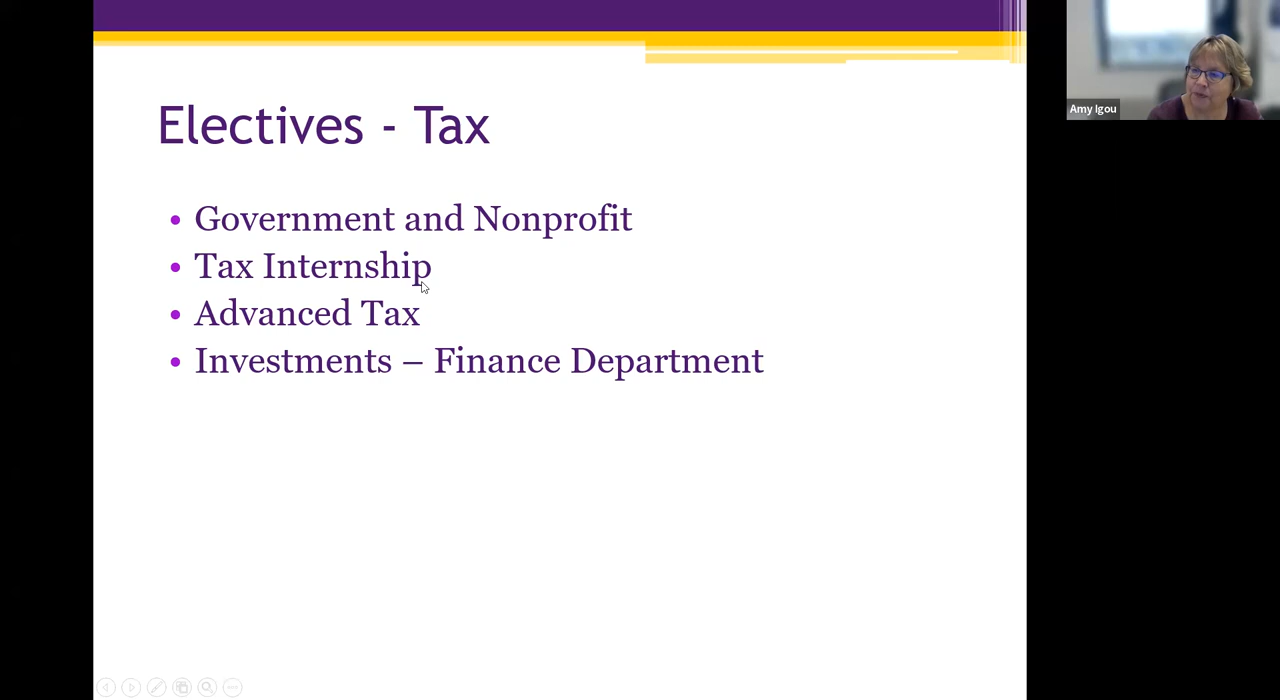 Electives - Tax
• Government and Nonprofit
• Tax Internship
• Advanced Tax
• Investments – Finance Department
Amy Igou